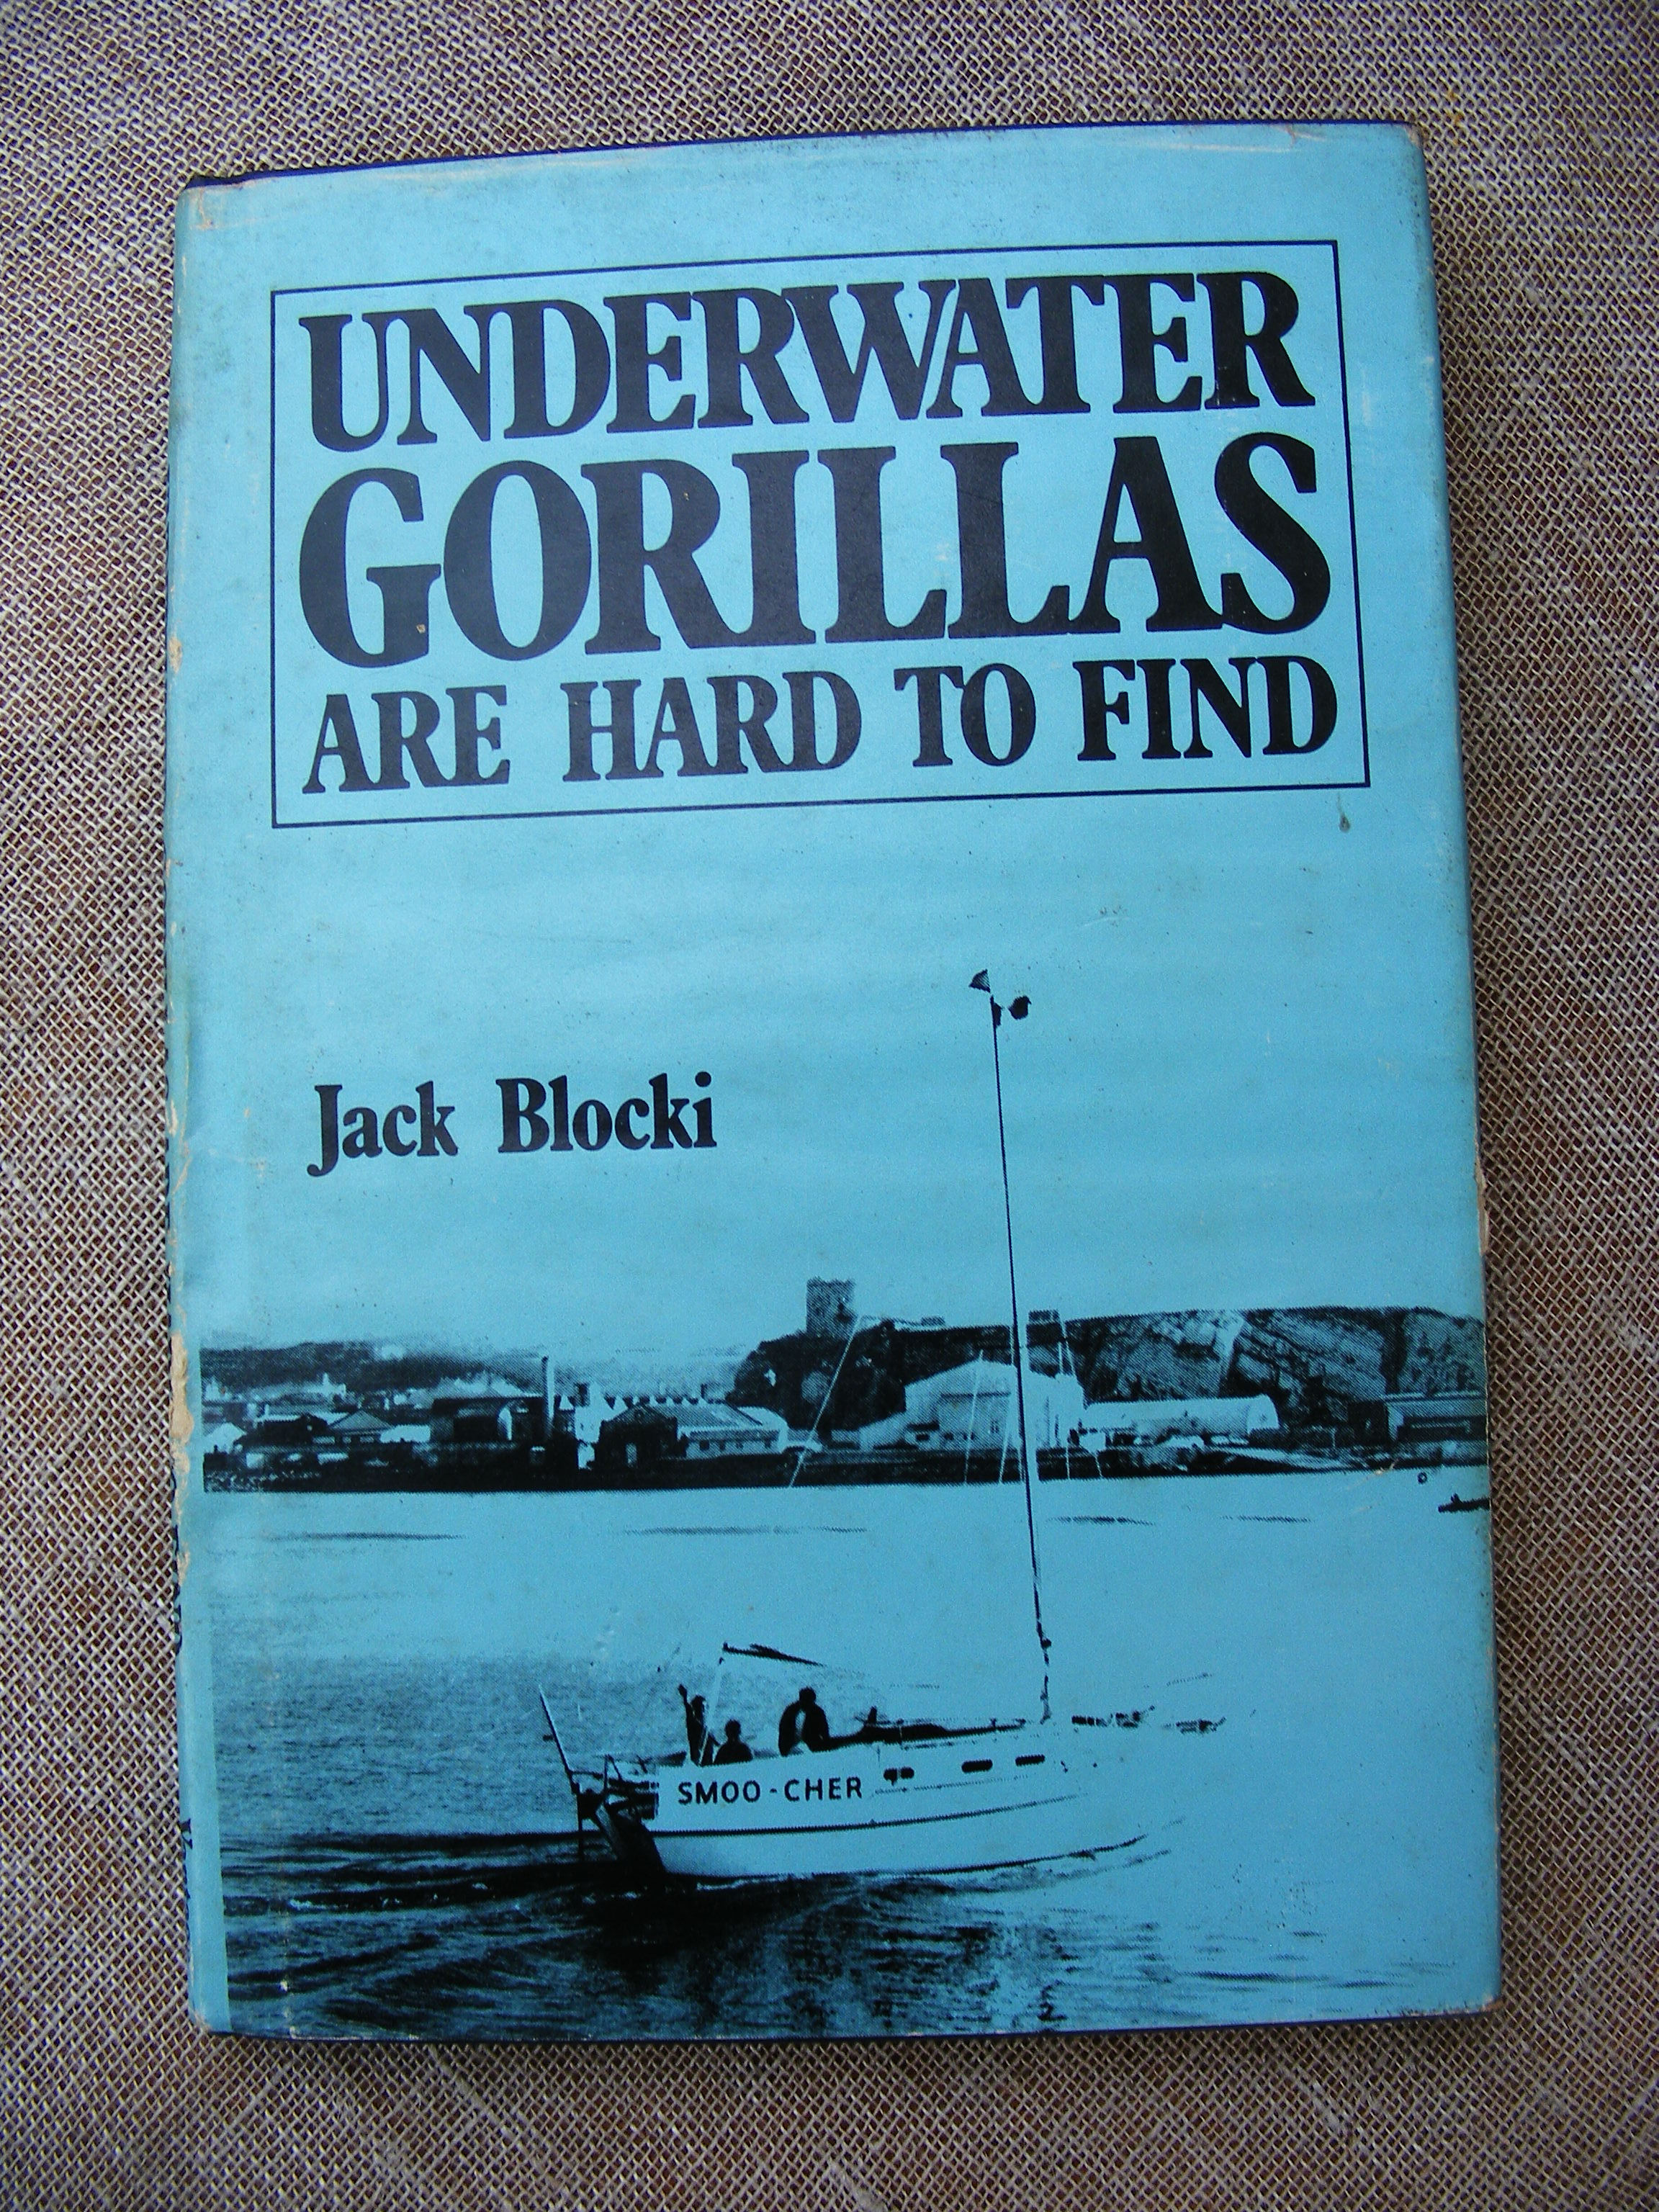 UNDERWATER
GORILLAS
ARE HARD TO FIND
Jack Blocki
SMOO-CHER